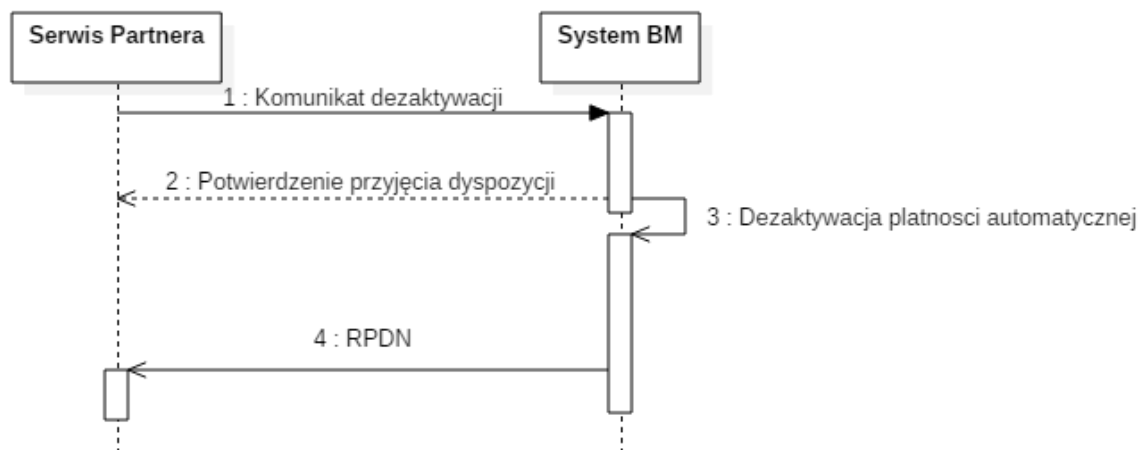 Serwis Partnera
System BM
1 : Komunikat dezaktywacji
2 : Potwierdzenie przyjęcia dyspozycji
3 : Dezaktywacja platnosci automatycznej
4 : RPDN